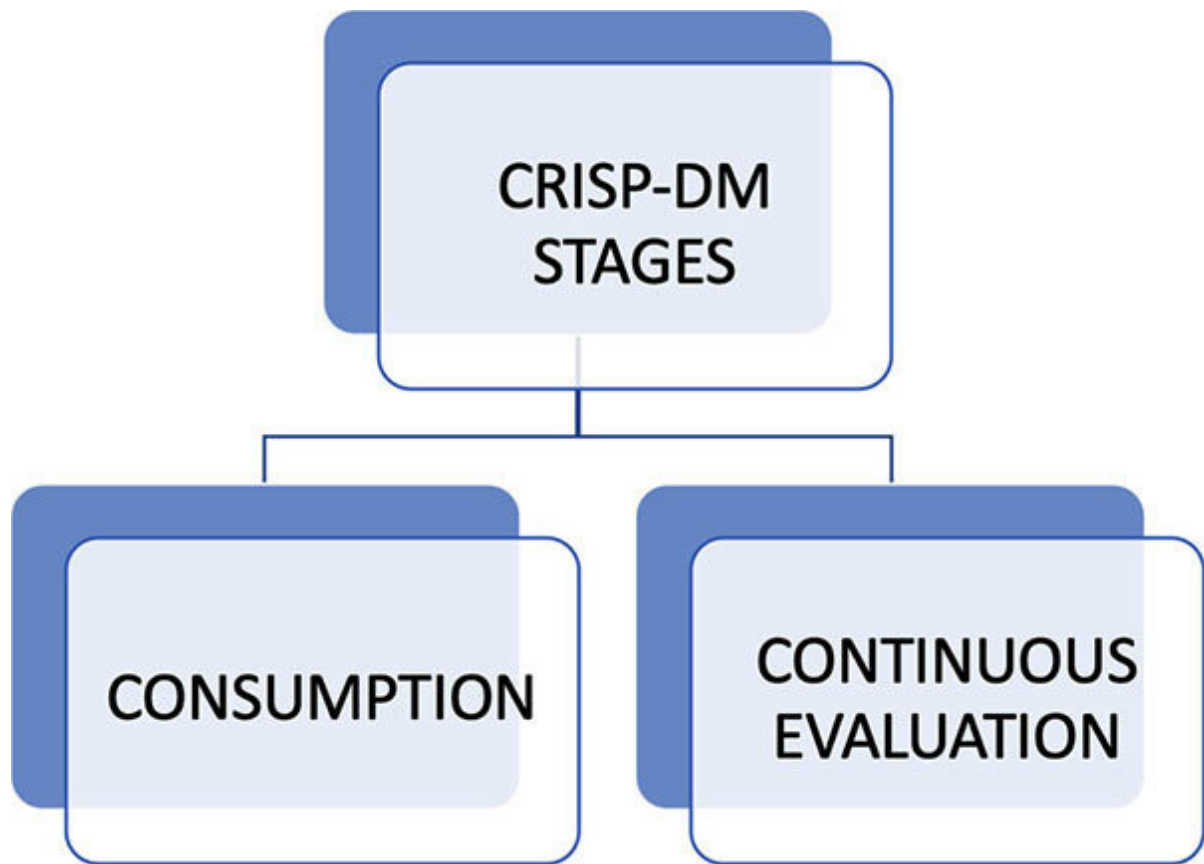 CRISP-DM
STAGES
CONSUMPTION
CONTINUOUS
EVALUATION